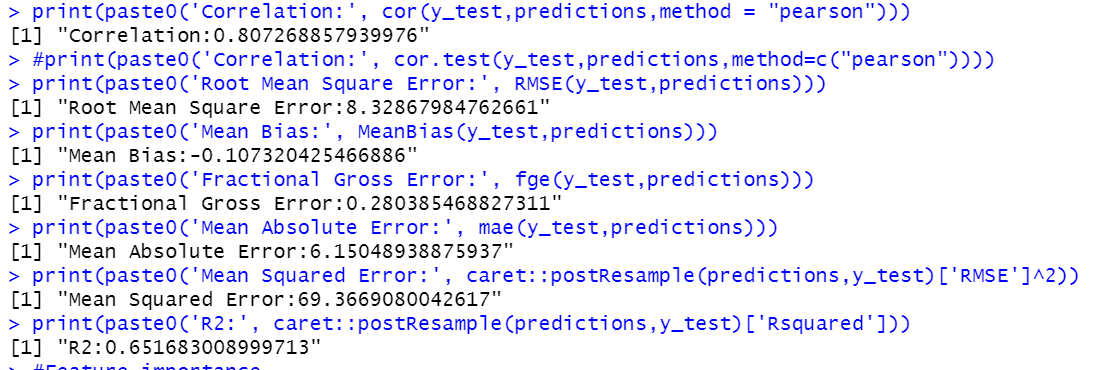 > print(paste0('Correlation:', cor(y_test,predictions,method = "pearson")))
[1] "Correlation:0.807268857939976"
> #print(paste0('Correlation:', cor.test(y_test,predictions,method=c("pearson"))))
> print(paste0('Root Mean Square Error:', RMSE(y_test,predictions)))
[1] "Root Mean Square Error:8.32867984762661"
> print(paste0('Mean Bias:', MeanBias(y_test,predictions)))
[1] "Mean Bias:-0.107320425466886"
> print(paste0('Fractional Gross Error:', fge(y_test,predictions)))
[1] "Fractional Gross Error:0.280385468827311"
> print(paste0('Mean Absolute Error:', mae(y_test,predictions)))
[1] "Mean Absolute Error:6.15048938875937"
> print(paste0('Mean Squared Error:', caret::postResample(predictions,y_test)['RMSE']^2))
[1] "Mean Squared Error:69.3669080042617"
> print(paste0('R2:', caret::postResample(predictions,y_test)['Rsquared']))
[1] "R2:0.651683008999713"
> #Feature importance